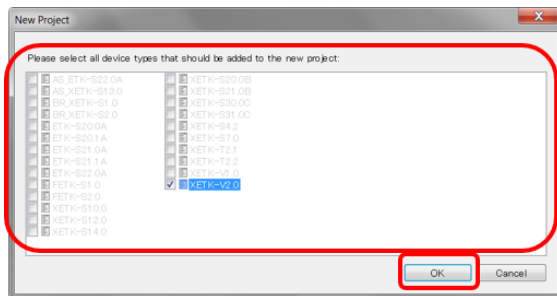 New Project
Please select all device types that should be added to the new project:
AS_ETK-S22.0A
AS_XETK-S13.0
BR_XETK-S1.0
BR_XETK-S2.0
ETK-S20.0A
ETK-S20.1A
ETK-S21.0A
ETK-S21.1A
ETK-S22.0A
FETK-S1.0
FETK-S2.0
XETK-S10.0
XETK-S12.0
XETK-S14.0
XETK-S20.0B
XETK-S21.0B
XETK-S30.0C
XETK-S31.0C
XETK-S4.2
XETK-S7.0
XETK-T2.1
XETK-T2.2
XETK-V1.0
XETK-V2.0
OK
Cancel